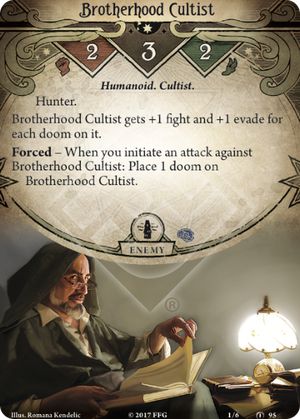 Brotherhood Cultist
2 3 2
Humanoid. Cultist.
Hunter.
Brotherhood Cultist gets +1 fight and +1 evade for
each doom on it.
Forced – When you initiate an attack against
Brotherhood Cultist: Place 1 doom on
Brotherhood Cultist.
ENEMY
®
Illus. Romana Kendelic © 2017 FFG 1/6 95